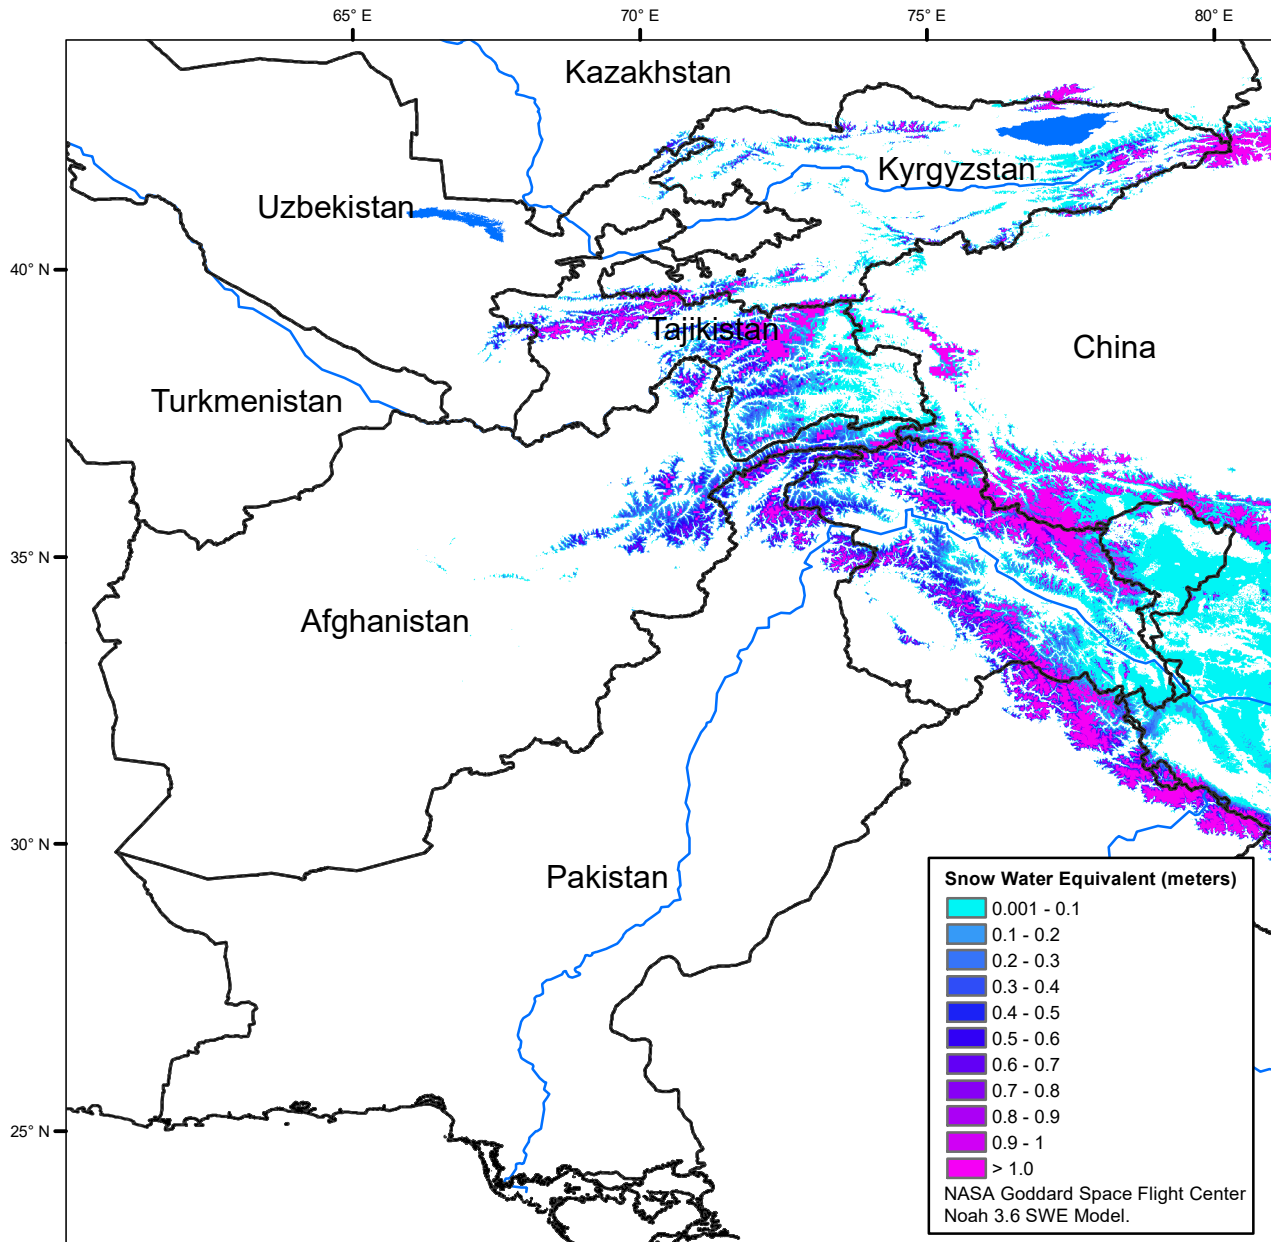 65° E
70° E
75° E
80° E
Kazakhstan
Kyrgyzstan
Uzbekistan
40° N
Tajikistan
China
Turkmenistan
35° N
Afghanistan
30° N
Pakistan
25° N
Snow Water Equivalent (meters)
0.001 - 0.1
0.1 - 0.2
0.2 - 0.3
0.3 - 0.4
0.4 - 0.5
0.5 - 0.6
0.6 - 0.7
0.7 - 0.8
0.8 - 0.9
0.9 - 1
> 1.0
NASA Goddard Space Flight Center
Noah 3.6 SWE Model.